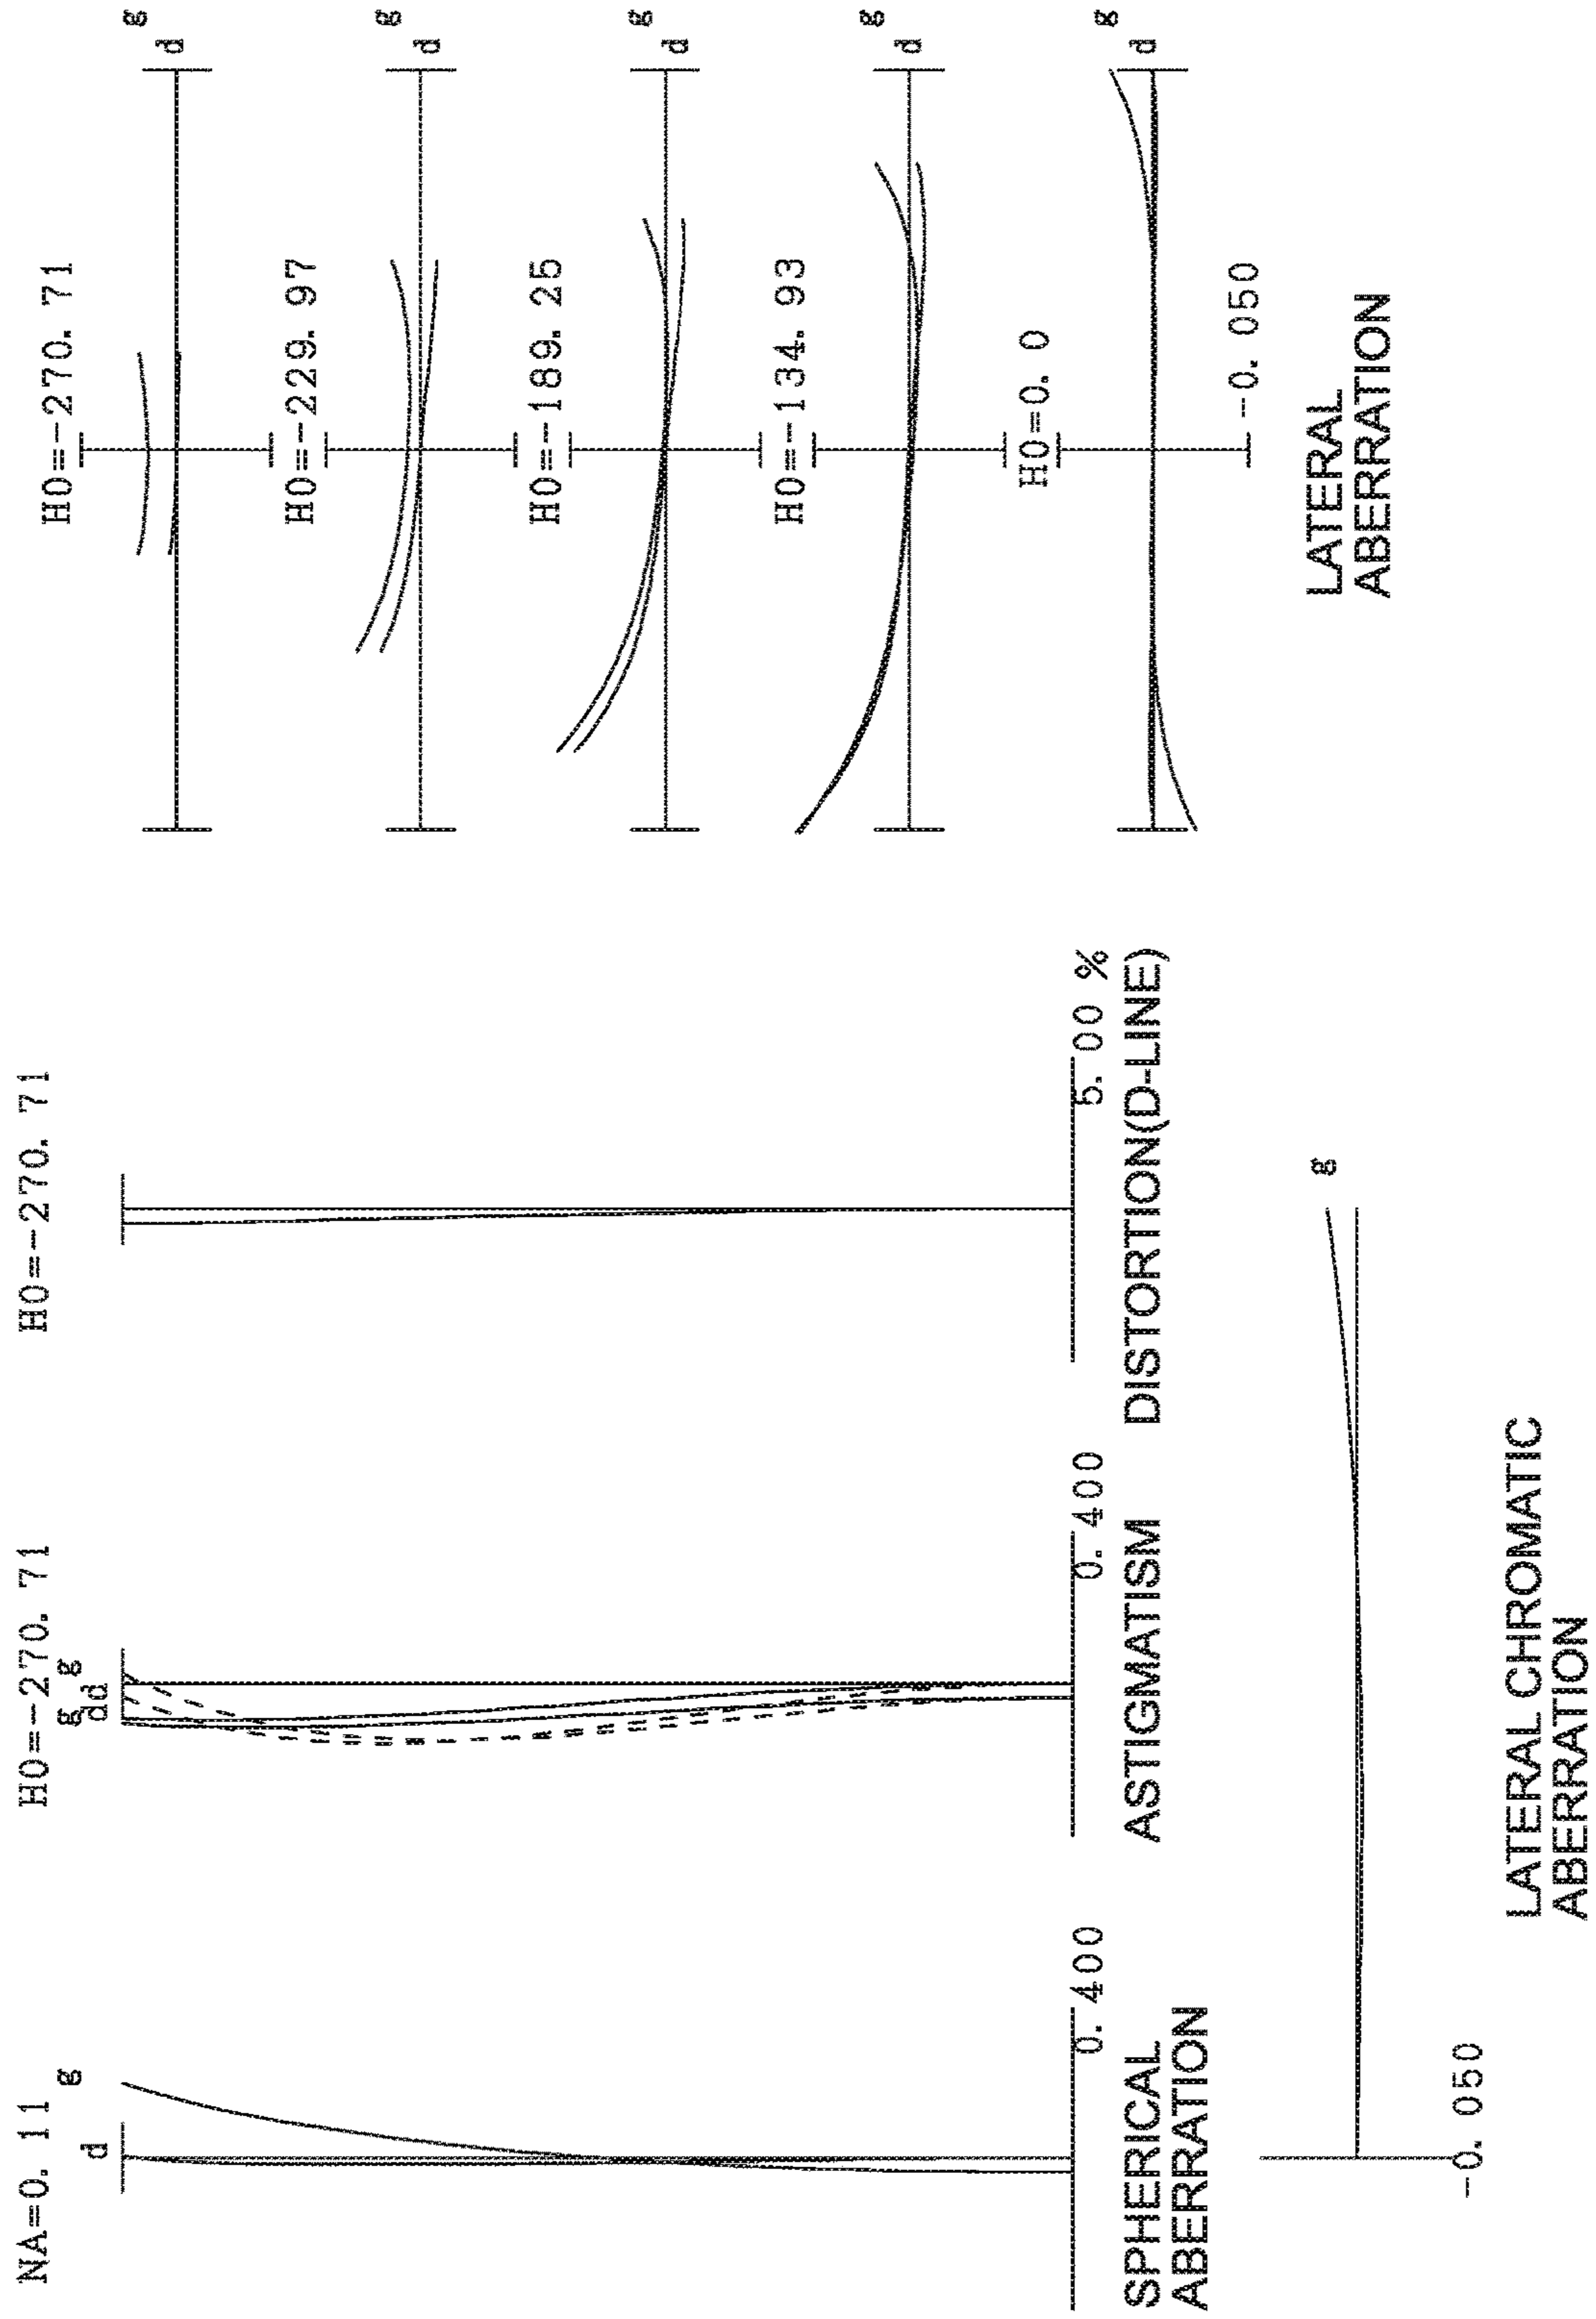 NA=0. 11
d
g
0. 400
SPHERICAL
ABERRATION
H0=-270. 71
g
dd
g
0. 400
ASTIGMATISM
H0=-270. 71
5. 00 %
DISTORTION(D-LINE)
-0. 050
g
LATERAL CHROMATIC
ABERRATION
H0=-270. 71
g
d
H0=-229. 97
g
d
H0=-189. 25
g
d
H0=-134. 93
g
d
H0=0. 0
g
d
-0. 050
LATERAL
ABERRATION